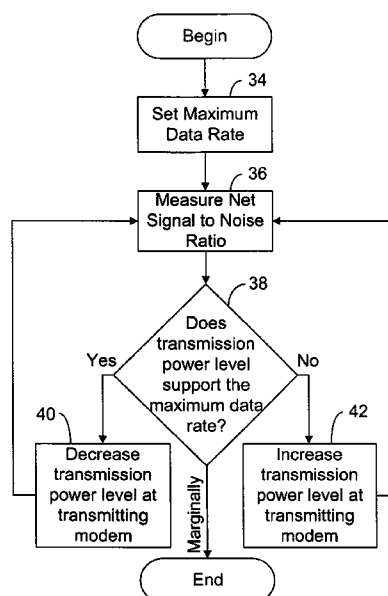 Begin
34
Set Maximum
Data Rate
36
Measure Net
Signal to Noise
Ratio
38
Does
transmission
power level
support the
maximum data
rate?
Yes
No
40
Decrease
transmission
power level at
transmitting
modem
42
Increase
transmission
power level at
transmitting
modem
Marginally
End